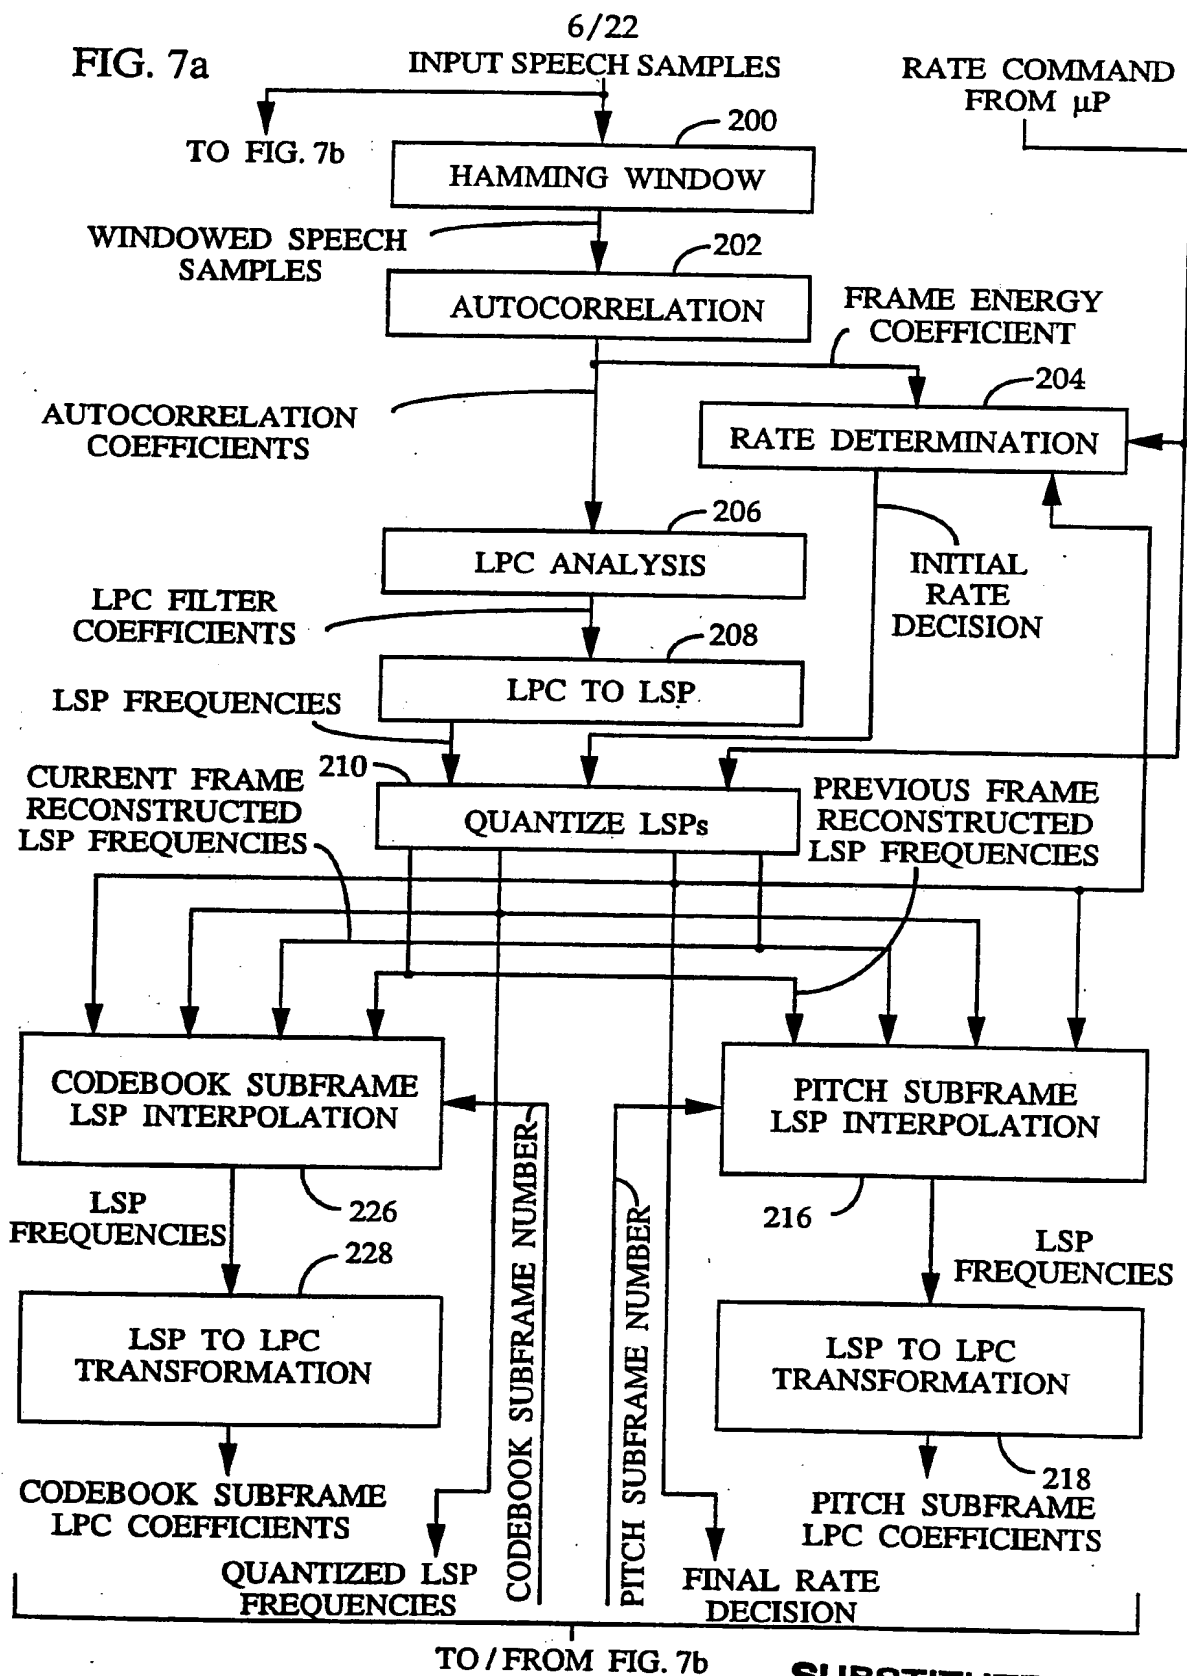 6/22
FIG. 7a
INPUT SPEECH SAMPLES
RATE COMMAND
FROM µP
TO FIG. 7b
200
HAMMING WINDOW
WINDOWED SPEECH
SAMPLES
202
AUTOCORRELATION
FRAME ENERGY
COEFFICIENT
204
AUTOCORRELATION
COEFFICIENTS
RATE DETERMINATION
206
LPC ANALYSIS
INITIAL
RATE
DECISION
LPC FILTER
COEFFICIENTS
208
LPC TO LSP
LSP FREQUENCIES
210
CURRENT FRAME
RECONSTRUCTED
LSP FREQUENCIES
QUANTIZE LSPs
PREVIOUS FRAME
RECONSTRUCTED
LSP FREQUENCIES
CODEBOOK SUBFRAME
LSP INTERPOLATION
PITCH SUBFRAME
LSP INTERPOLATION
226
216
LSP
FREQUENCIES
228
LSP
FREQUENCIES
CODEBOOK SUBFRAME NUMBER
PITCH SUBFRAME NUMBER
LSP TO LPC
TRANSFORMATION
LSP TO LPC
TRANSFORMATION
218
CODEBOOK SUBFRAME
LPC COEFFICIENTS
PITCH SUBFRAME
LPC COEFFICIENTS
QUANTIZED LSP
FREQUENCIES
FINAL RATE
DECISION
TO / FROM FIG. 7b